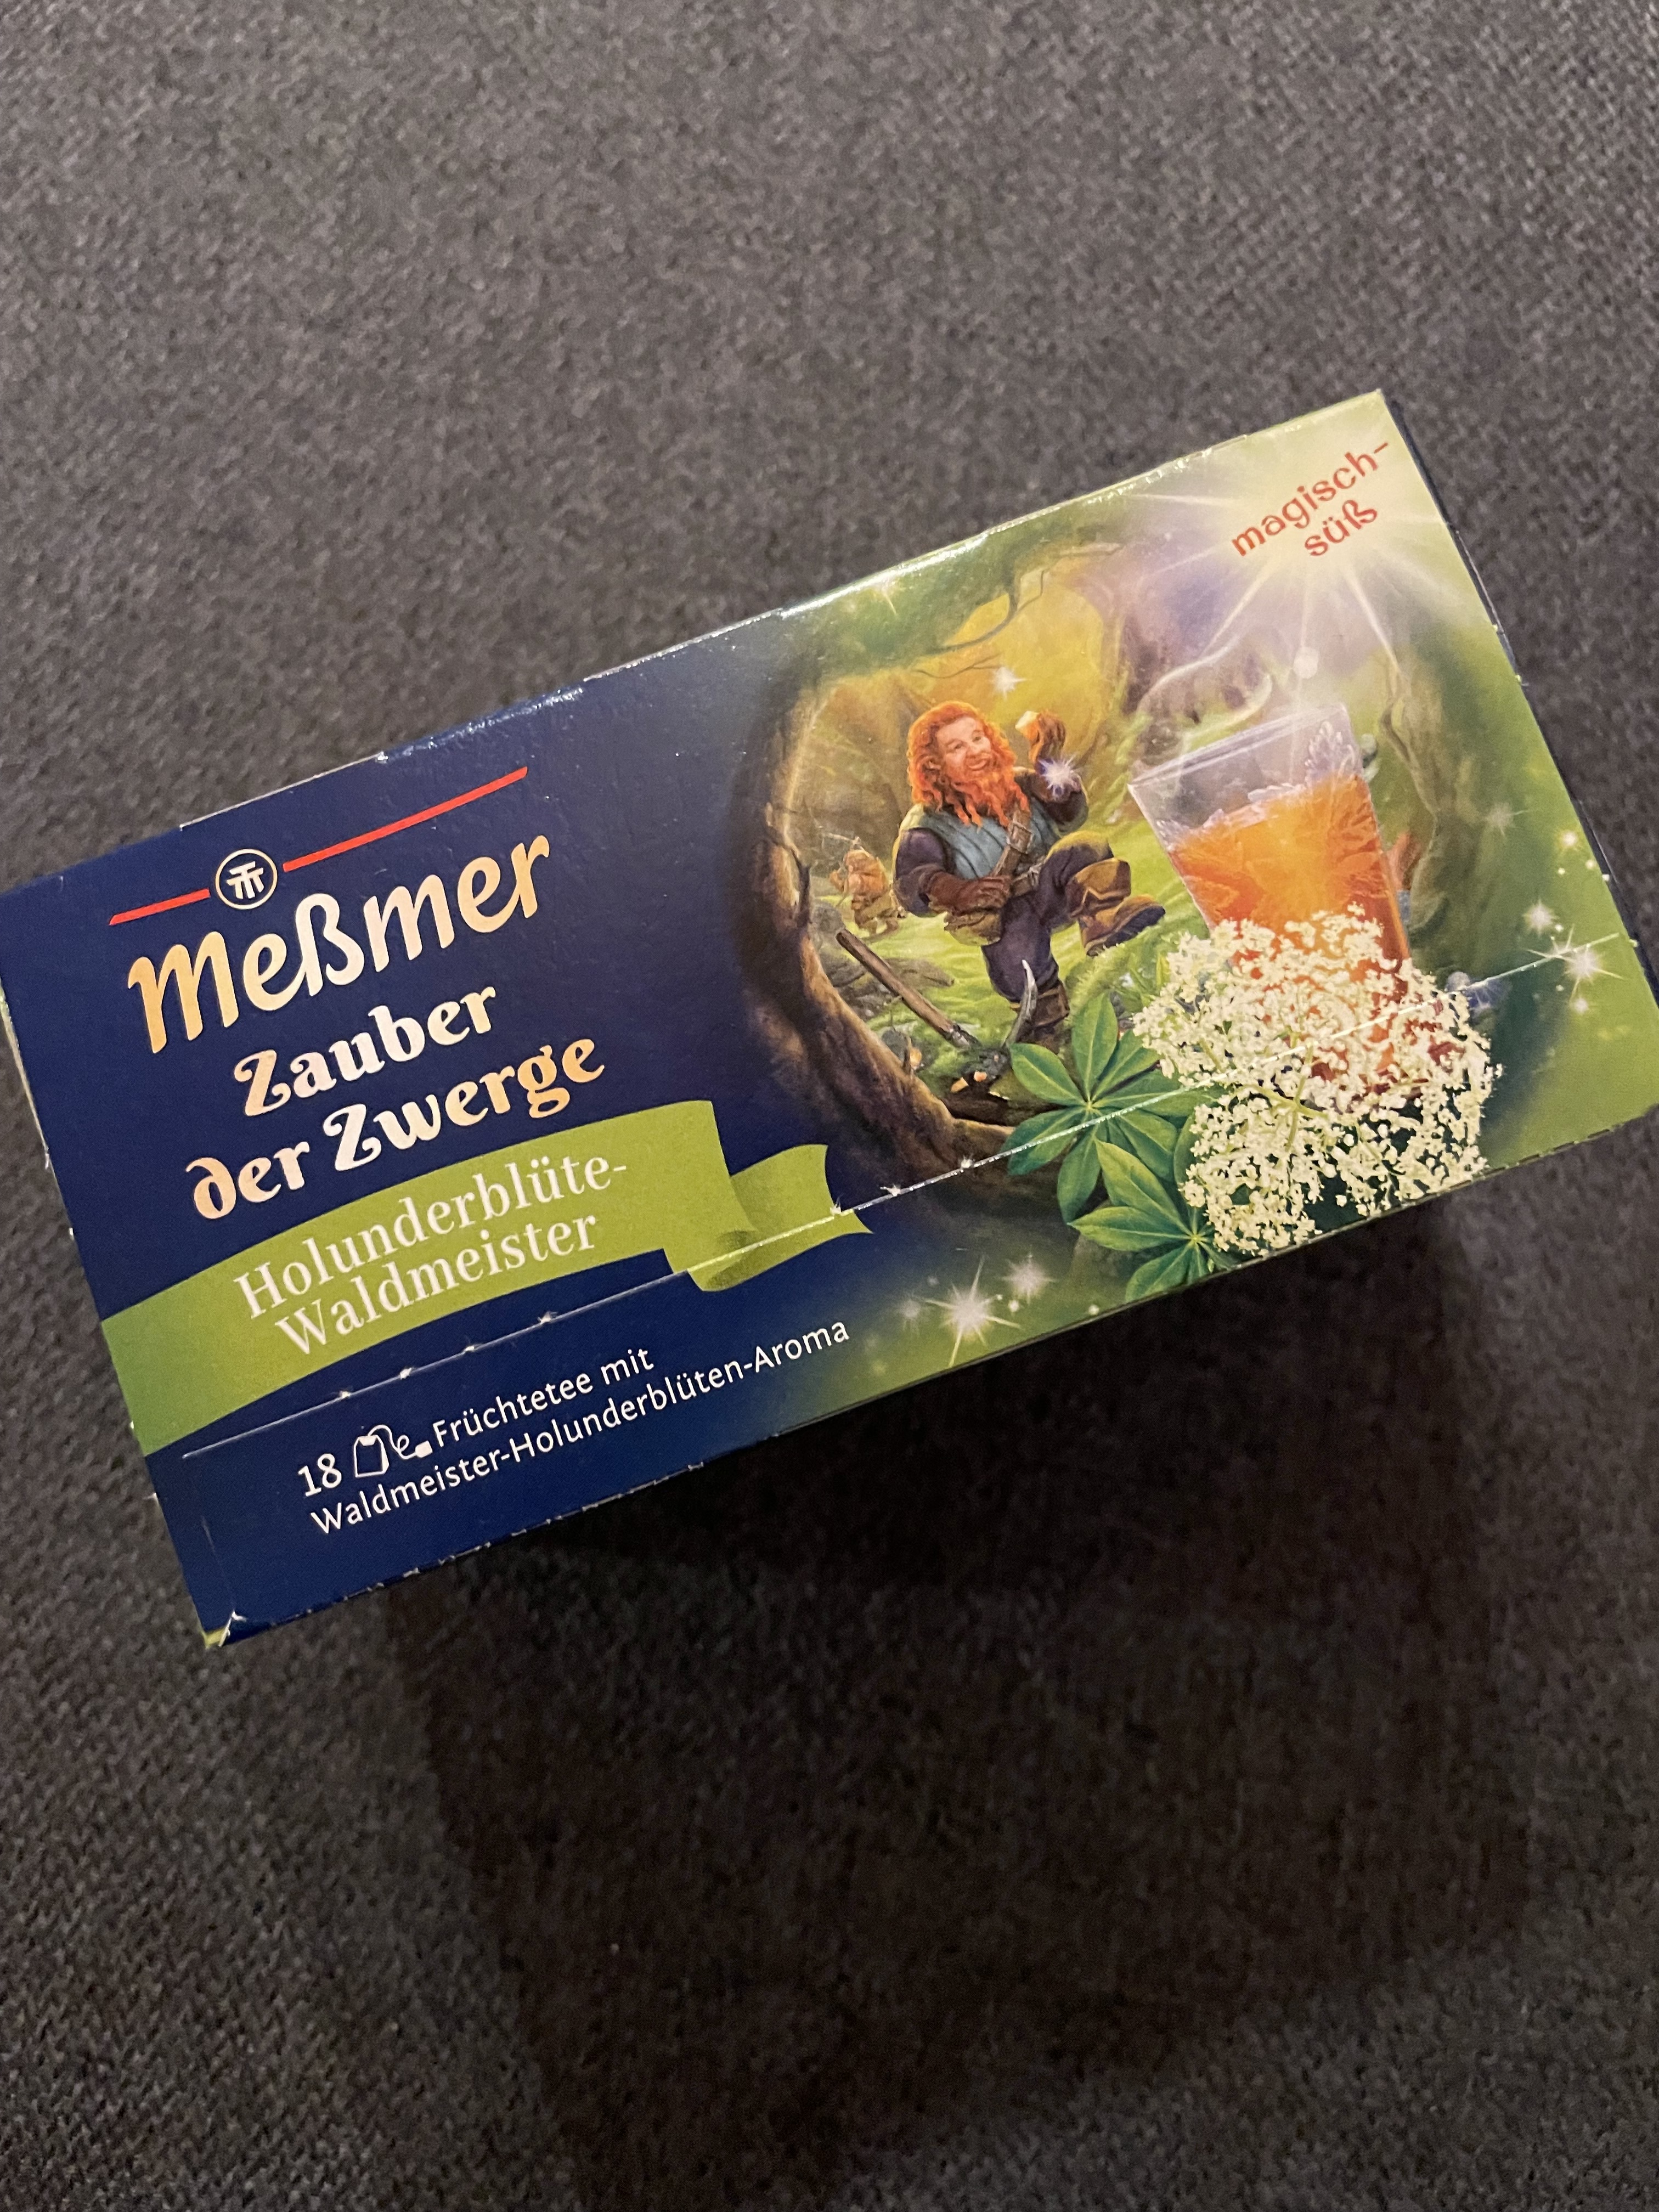 Meßmer
Zauber
der Zwerge
Holunderblüte-
Waldmeister
18 Früchtetee mit
Waldmeister-Holunderblüten-Aroma
magisch-
süß